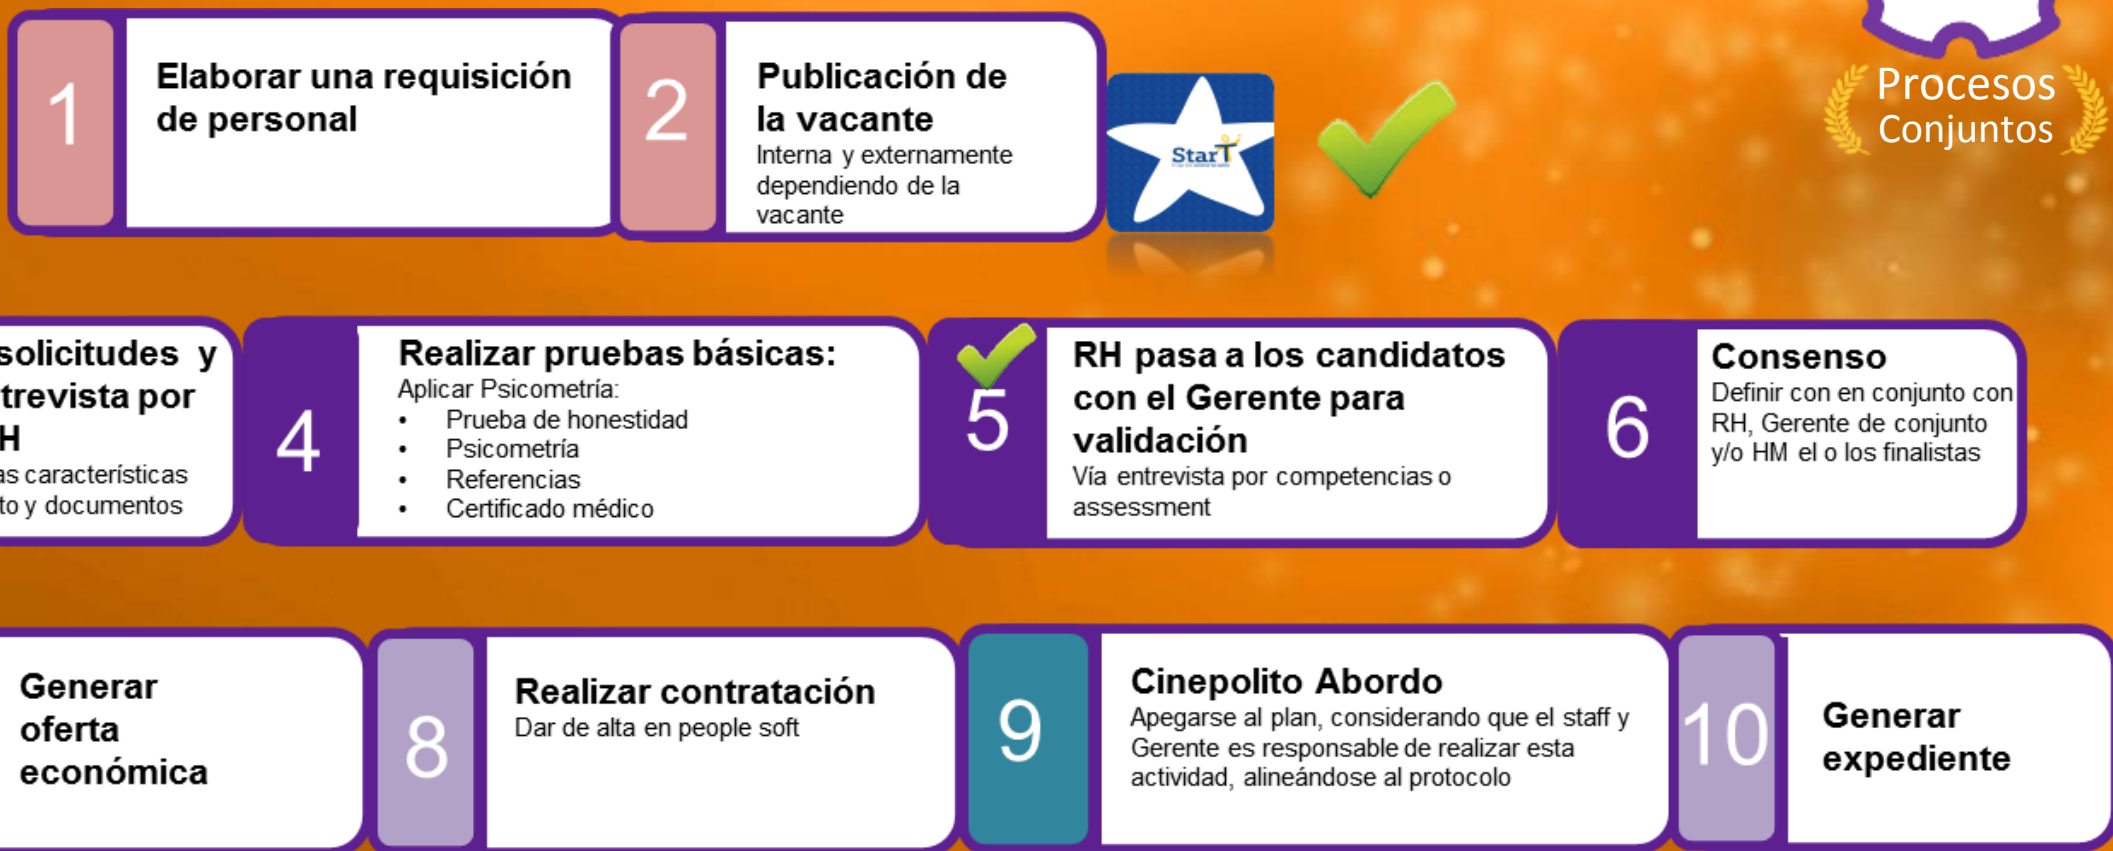 1
Elaborar una requisición
de personal
2
Publicación de
la vacante
Interna y externamente
dependiendo de la
vacante
StarT
Procesos
Conjuntos
solicitudes y
trevista por
H
as características
to y documentos
4
Realizar pruebas básicas:
Aplicar Psicometría:
• Prueba de honestidad
• Psicometría
• Referencias
• Certificado médico
5
RH pasa a los candidatos
con el Gerente para
validación
Vía entrevista por competencias o
assessment
6
Consenso
Definir con en conjunto con
RH, Gerente de conjunto
y/o HM el o los finalistas
Generar
oferta
económica
8
Realizar contratación
Dar de alta en people soft
9
Cinepolito Abordo
Apegarse al plan, considerando que el staff y
Gerente es responsable de realizar esta
actividad, alineándose al protocolo
10
Generar
expediente